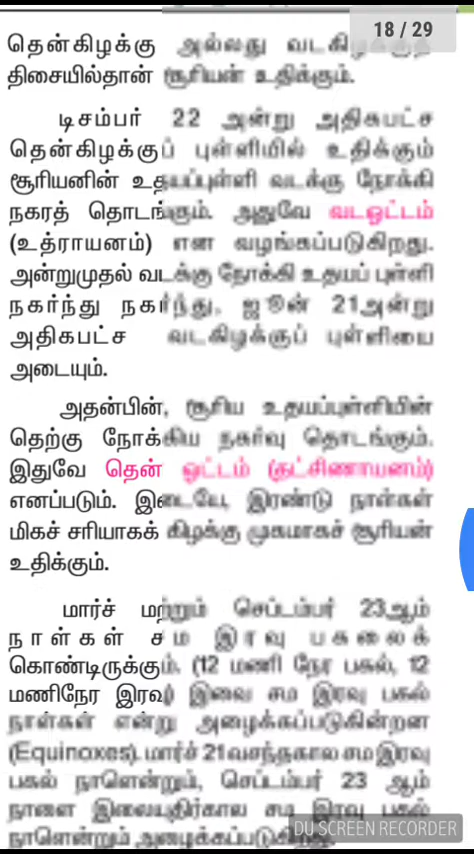 18 / 29
தென்கிழக்கு அல்லது வடகிழக்குத்
திசையில்தான் சூரியன் உதிக்கும்.
டிசம்பர் 22 அன்று அதிகபட்ச
தென்கிழக்குப் புள்ளியில் உதிக்கும்
சூரியனின் உதயப்புள்ளி வடக்கு நோக்கி
நகரத் தொடங்கும். அதுவே வடஓட்டம்
(உத்ராயனம்) என வழங்கப்படுகிறது.
அன்றுமுதல் வடக்கு நோக்கி உதயப் புள்ளி
நகர்ந்து நகர்ந்து, ஜூன் 21அன்று
அதிகபட்ச வடகிழக்குப் புள்ளியை
அடையும்.
அதன்பின், சூரிய உதயப்புள்ளியின்
தெற்கு நோக்கிய நகர்வு தொடங்கும்.
இதுவே தென் ஓட்டம் (தட்சிணாயனம்)
எனப்படும். இடையே, இரண்டு நாள்கள்
மிகச் சரியாகக் கிழக்கு முகமாகச் சூரியன்
உதிக்கும்.
மார்ச் மற்றும் செப்டம்பர் 23ஆம்
நாள்கள் சம இரவு பகலைக்
கொண்டிருக்கும். (12 மணி நேர பகல், 12
மணிநேர இரவு) இவை சம இரவு பகல்
நாள்கள் என்று அழைக்கப்படுகின்றன
(Equinoxes). மார்ச் 21 வசந்தகால சம இரவு
பகல் நாளென்றும், செப்டம்பர் 23 ஆம்
நாளை இலையுதிர்கால சம இரவு பகல்
நாளென்றும் அழைக்கப்படுகிறது.
DU SCREEN RECORDER